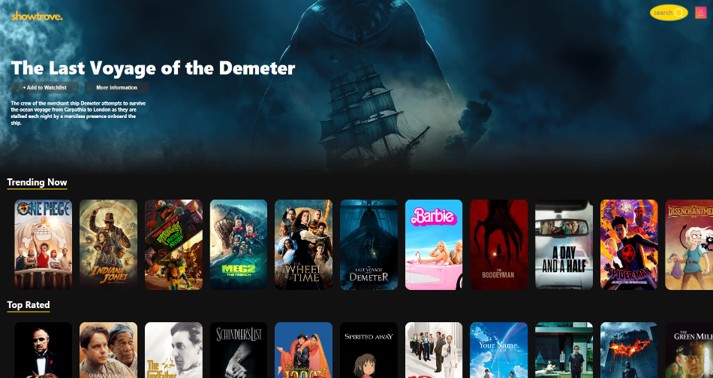 showtrove.
search
The Last Voyage of the Demeter
+ Add to Watchlist
More Information
The crew of the merchant ship Demeter attempts to survive
the ocean voyage from Carpathia to London as they are
stalked each night by a merciless presence onboard the
ship.
Trending Now
ONE PIECE
INDIANA
JONES
MEG2
THE TRENCH
THE
WHEEL
OF TIME
THE
LAST VOYAGE
OF THE
DEMETER
Barbie
THE
BOOGEYMAN
A DAY
AND A HALF
SPIDER-MAN
DISENCHANTMENT
Top Rated
The
Godfather
SCHINDLER'S LIST
SPIRITED AWAY
Your Name.
THE
GREEN MILE